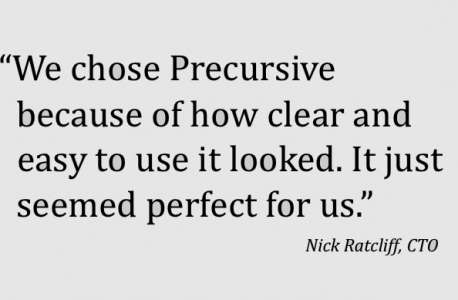 “We chose Precursive
because of how clear and
easy to use it looked. It just
seemed perfect for us.”
Nick Ratcliff, CTO